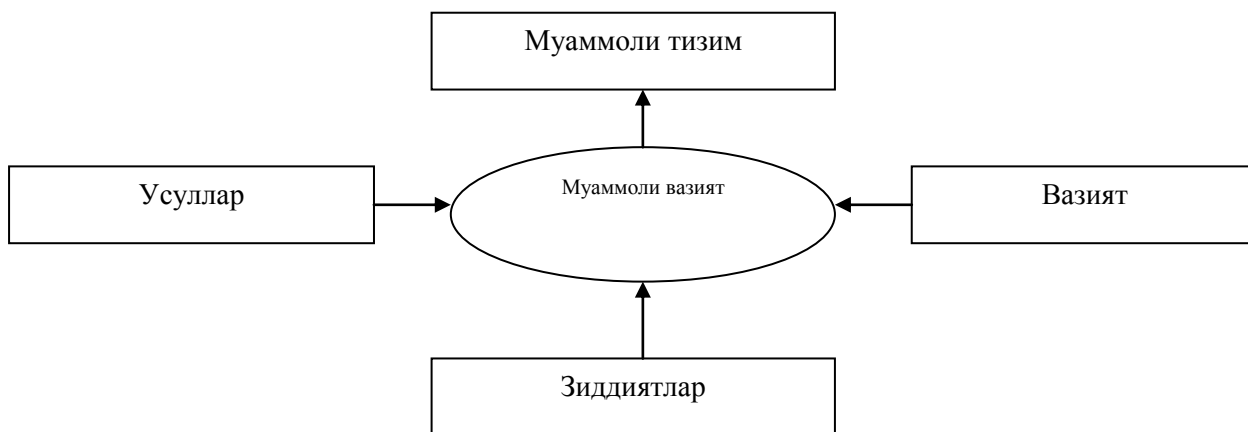 Муаммоли тизим
Усуллар
Муаммоли вазият
Вазият
Зиддиятлар